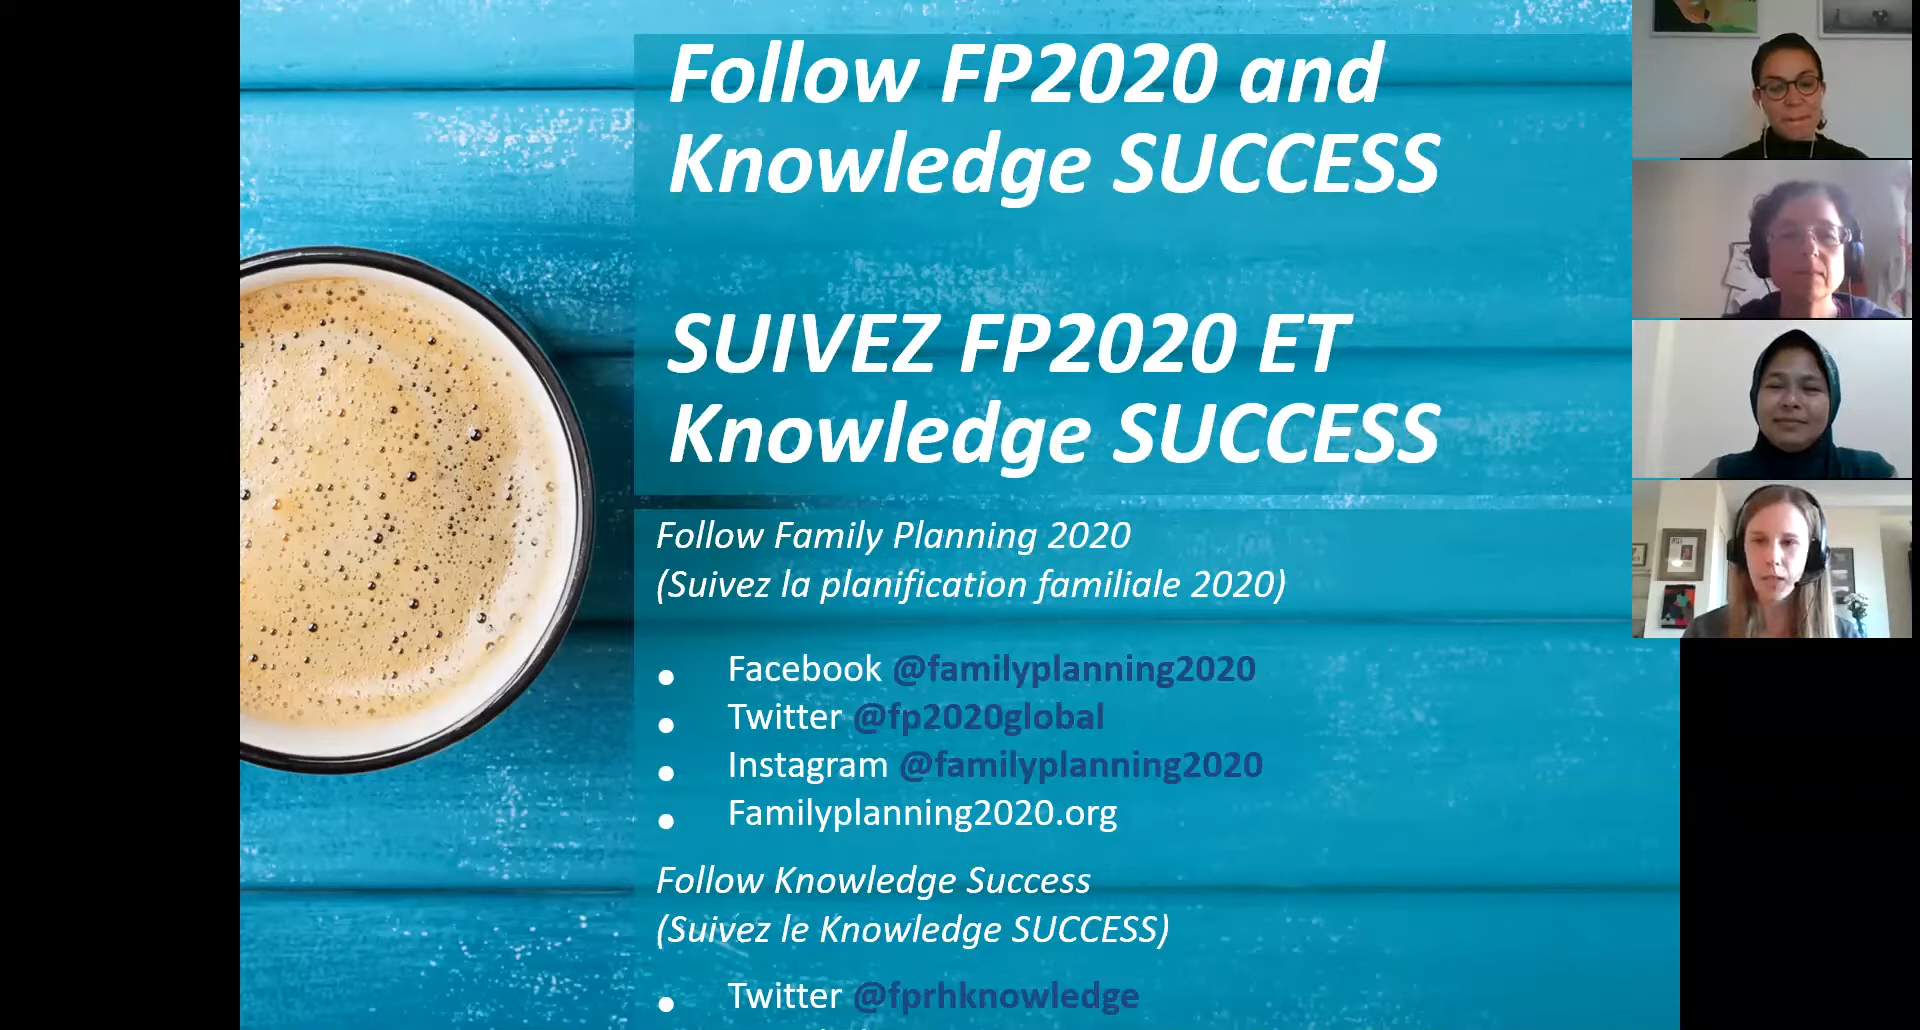 Follow FP2020 and
Knowledge SUCCESS
SUIVEZ FP2020 ET
Knowledge SUCCESS
Follow Family Planning 2020
(Suivez la planification familiale 2020)
• Facebook @familyplanning2020
• Twitter @fp2020global
• Instagram @familyplanning2020
• Familyplanning2020.org
Follow Knowledge Success
(Suivez le Knowledge SUCCESS)
• Twitter @fprhknowledge